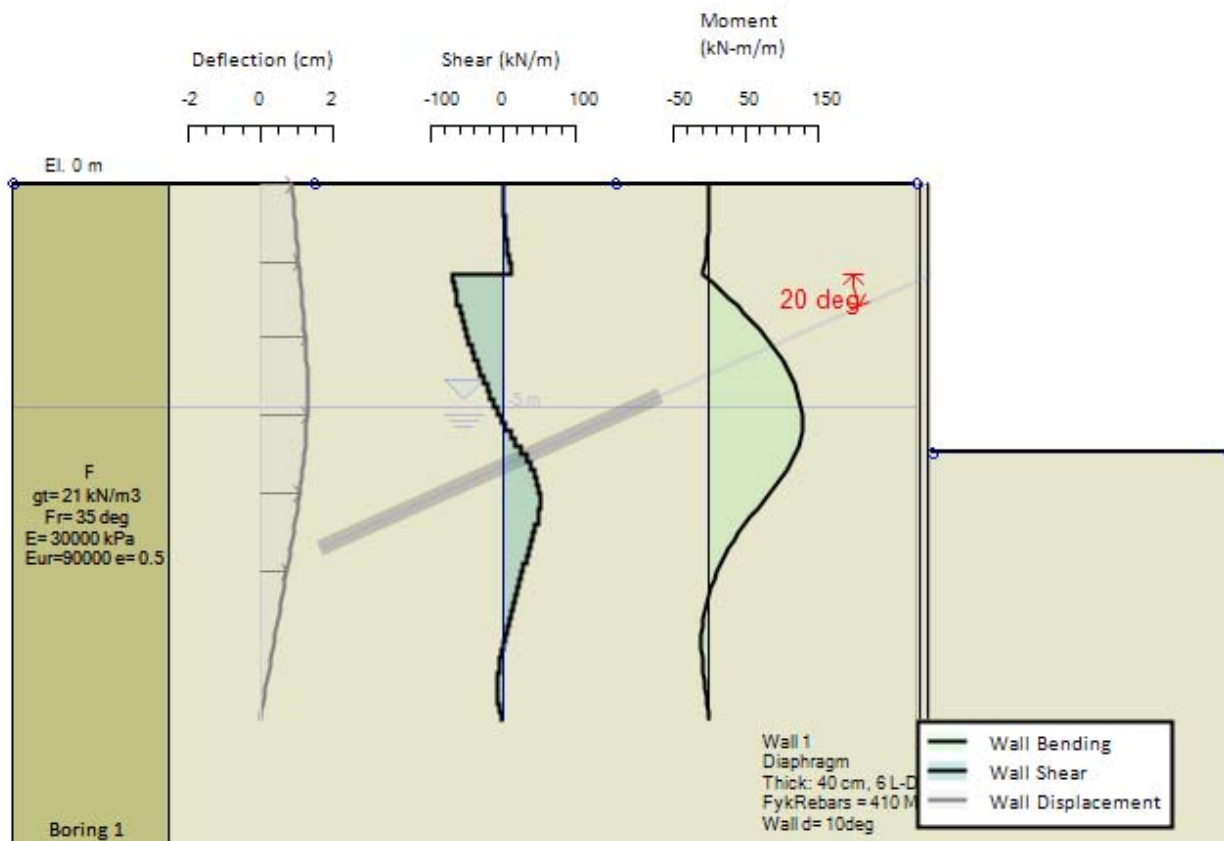 Deflection (cm)
-2 0 2
Shear (kN/m)
-100 0 100
Moment
(kN-m/m)
-50 50 150
El. 0 m
20 deg
-5 m
F
gt= 21 kN/m3
Fr= 35 deg
E= 30000 kPa
Eur=90000 e= 0.5
Boring 1
Wall 1
Diaphragm
Thick: 40 cm, 6 L-D
FykRebars = 410 M
Wall d= 10deg
Wall Bending
Wall Shear
Wall Displacement